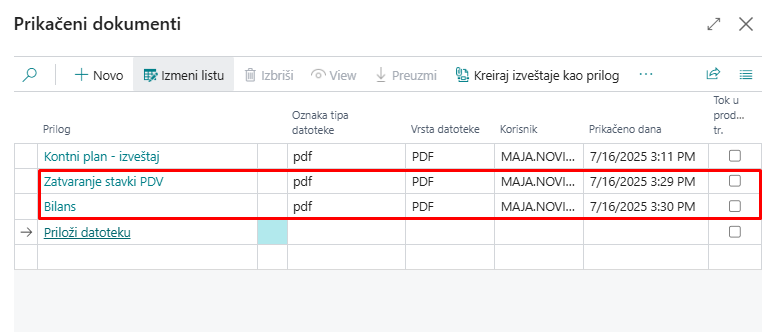 Prikačeni dokumenti
Novo Izmeni listu Izbriši View Preuzmi Kreiraj izveštaje kao prilog ...
Prilog Oznaka tipa datoteke Vrsta datoteke Korisnik Prikačeno dana Tok u prod... tr.
Kontni plan - izveštaj pdf PDF MAJA.NOVI... 7/16/2025 3:11 PM
Zatvaranje stavki PDV pdf PDF MAJA.NOVI... 7/16/2025 3:29 PM
Bilans pdf PDF MAJA.NOVI... 7/16/2025 3:30 PM
Priloži datoteku